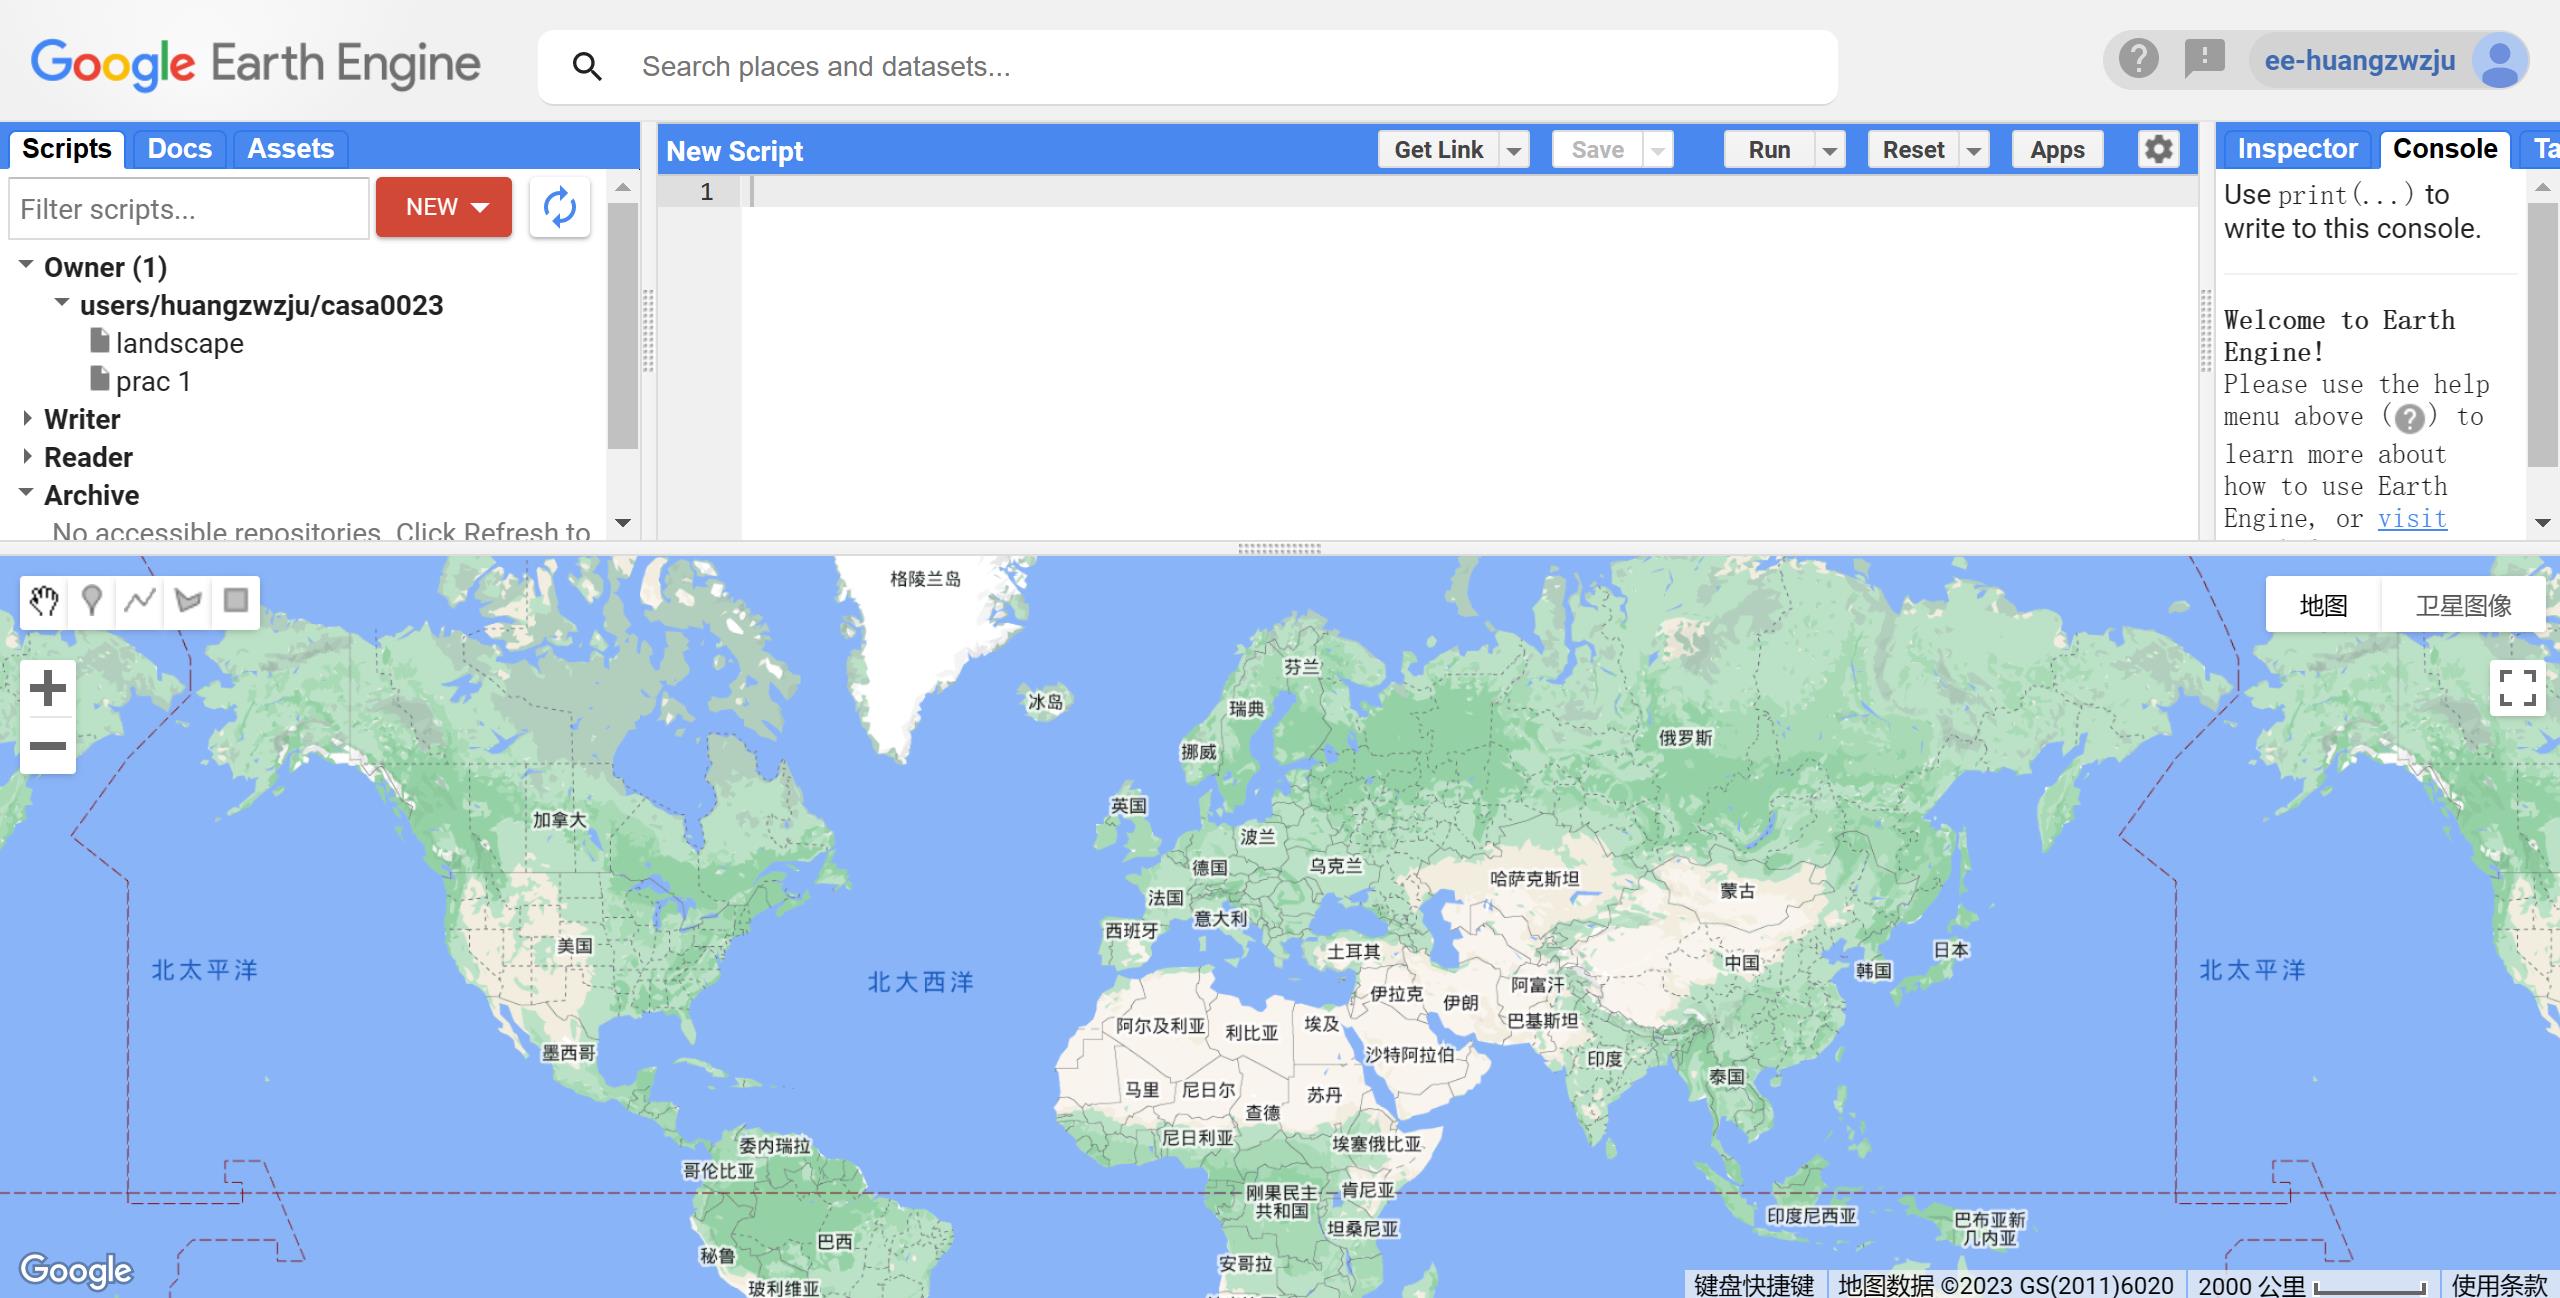 Google Earth Engine
Search places and datasets...
ee-huangzwzju
Scripts
Docs
Assets
New Script
Get Link
Save
Run
Reset
Apps
Inspector
Console
Ta
Filter scripts...
NEW
1
Owner (1)
users/huangzwzju/casa0023
landscape
prac 1
Writer
Reader
Archive
No accessible repositories. Click Refresh to
Use print(...) to
write to this console.
Welcome to Earth
Engine!
Please use the help
menu above (?) to
learn more about
how to use Earth
Engine, or visit
地图
卫星图像
格陵兰岛
冰岛
芬兰
瑞典
挪威
俄罗斯
英国
加拿大
波兰
德国
乌克兰
法国
哈萨克斯坦
蒙古
意大利
西班牙
美国
土耳其
日本
中国
韩国
北太平洋
北大西洋
北太平洋
伊拉克
伊朗
阿富汗
阿尔及利亚
利比亚
埃及
巴基斯坦
墨西哥
沙特阿拉伯
印度
马里
尼日尔
苏丹
泰国
查德
尼日利亚
委内瑞拉
埃塞俄比亚
哥伦比亚
刚果民主
共和国
肯尼亚
坦桑尼亚
印度尼西亚
巴布亚新
几内亚
巴西
秘鲁
安哥拉
玻利维亚
Google
键盘快捷键
地图数据 ©2023 GS(2011)6020
2000 公里
使用条款